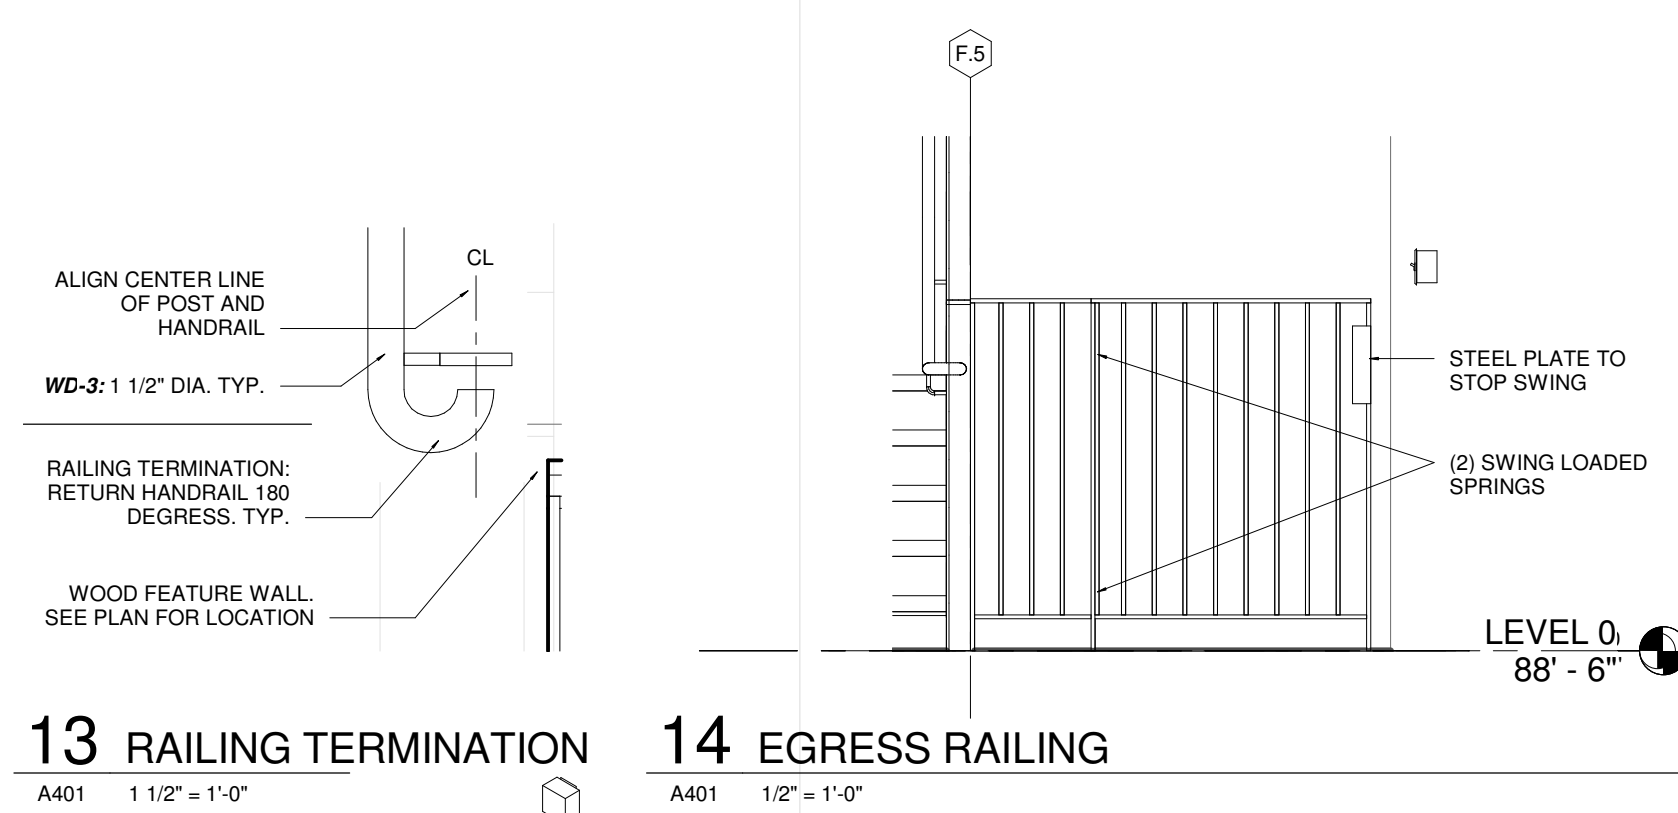 F.5
CL
ALIGN CENTER LINE
OF POST AND
HANDRAIL
WD-3: 1 1/2" DIA. TYP.
RAILING TERMINATION:
RETURN HANDRAIL 180
DEGRESS. TYP.
WOOD FEATURE WALL.
SEE PLAN FOR LOCATION
STEEL PLATE TO
STOP SWING
(2) SWING LOADED
SPRINGS
LEVEL 0
88' - 6"
13 RAILING TERMINATION
A401 1 1/2" = 1'-0"
14 EGRESS RAILING
A401 1/2" = 1'-0"